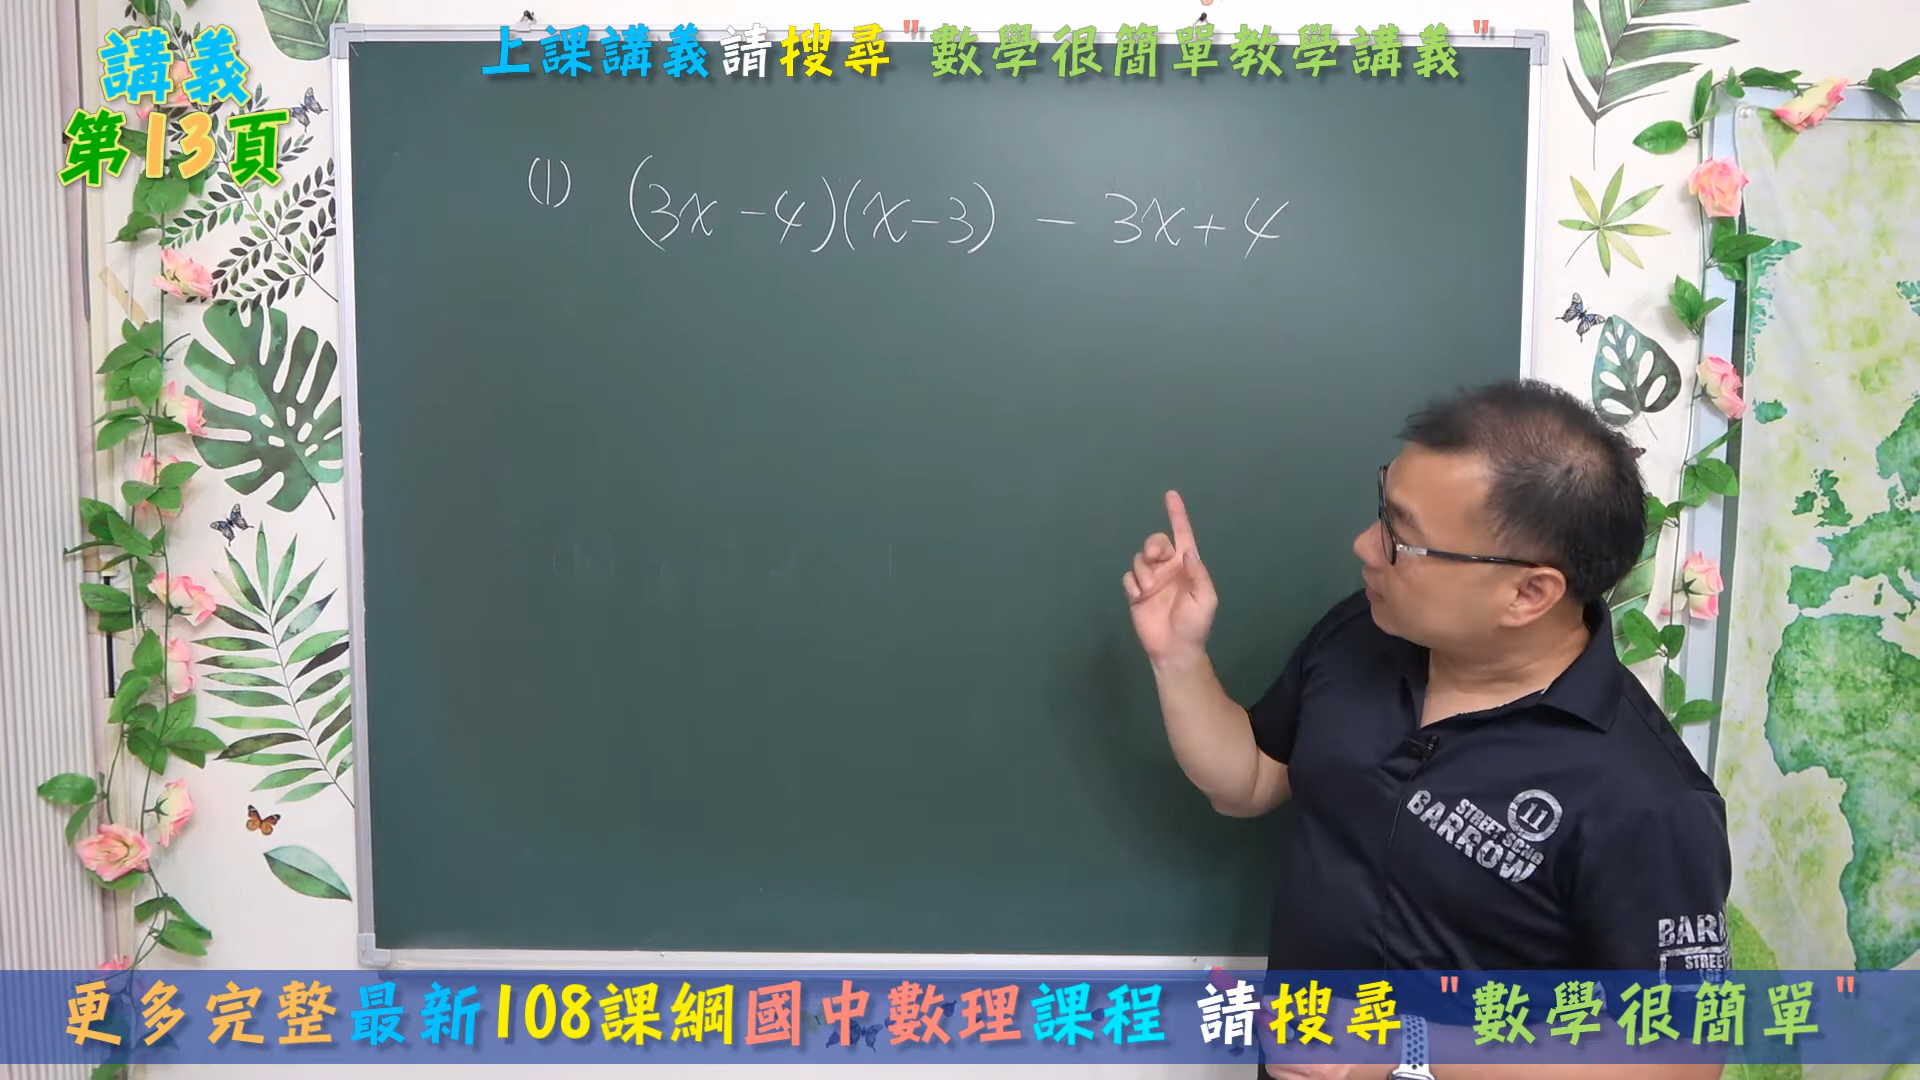 講義
第13頁
上課講義請搜尋"數學很簡單教學講義"
(1) (3x-4)(x-3) - 3x+4
11
STREET SONG
BARROW
BAR
STREE
更多完整最新108課綱國中數理課程 請搜尋 "數學很簡單"